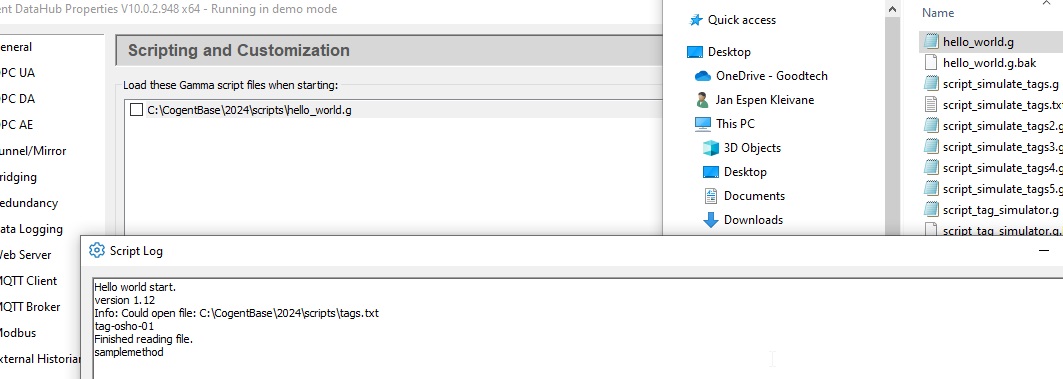 ent DataHub Properties V10.0.2.948 x64 - Running in demo mode
eneral
PC UA
PC DA
PC AE
unnel/Mirror
ridging
edundancy
ata Logging
eb Server
MQTT Client
MQTT Broker
odbus
xternal Historian
Scripting and Customization
Load these Gamma script files when starting:
C:\CogentBase\2024\scripts\hello_world.g
Quick access
Desktop
OneDrive - Goodtech
Jan Espen Kleivane
This PC
3D Objects
Desktop
Documents
Downloads
Name
hello_world.g
hello_world.g.bak
script_simulate_tags.g
script_simulate_tags.tx
script_simulate_tags2.g
script_simulate_tags3.g
script_simulate_tags4.g
script_simulate_tags5.g
script_tag_simulator.g
script_tag_simulator.g.
Script Log
Hello world start.
version 1.12
Info: Could open file: C:\CogentBase\2024\scripts\tags.txt
tag-osho-01
Finished reading file.
samplemethod